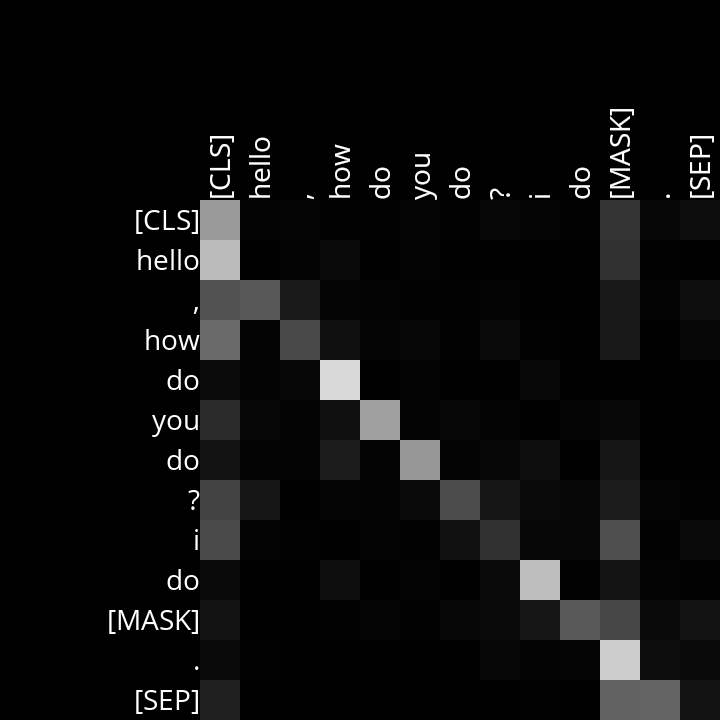 [CLS] hello , how do you do ? i do [MASK] . [SEP]
[CLS]
hello
,
how
do
you
do
?
i
do
[MASK]
.
[SEP]